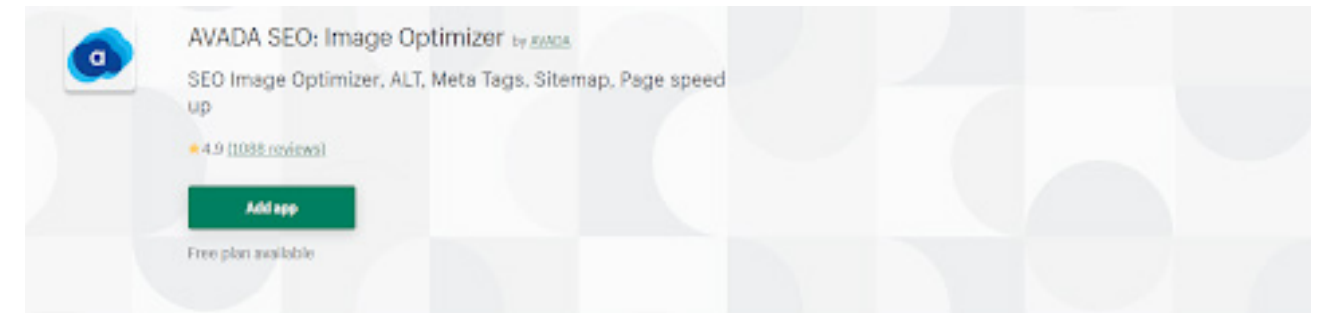 a
AVADA SEO: Image Optimizer by AVADA
SEO Image Optimizer, ALT, Meta Tags, Sitemap, Page speed
up
4.9 (1088 reviews)
Add app
Free plan available